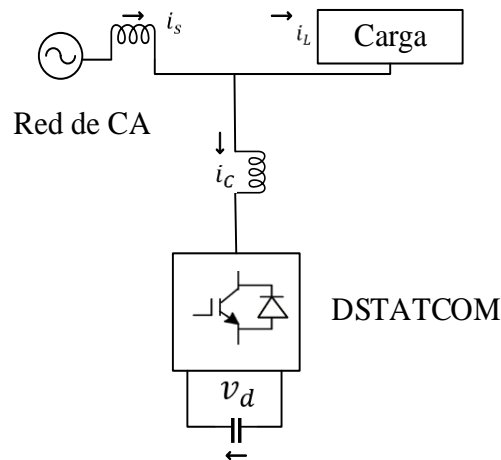 i_s
i_L
Carga
Red de CA
i_C
DSTATCOM
v_d